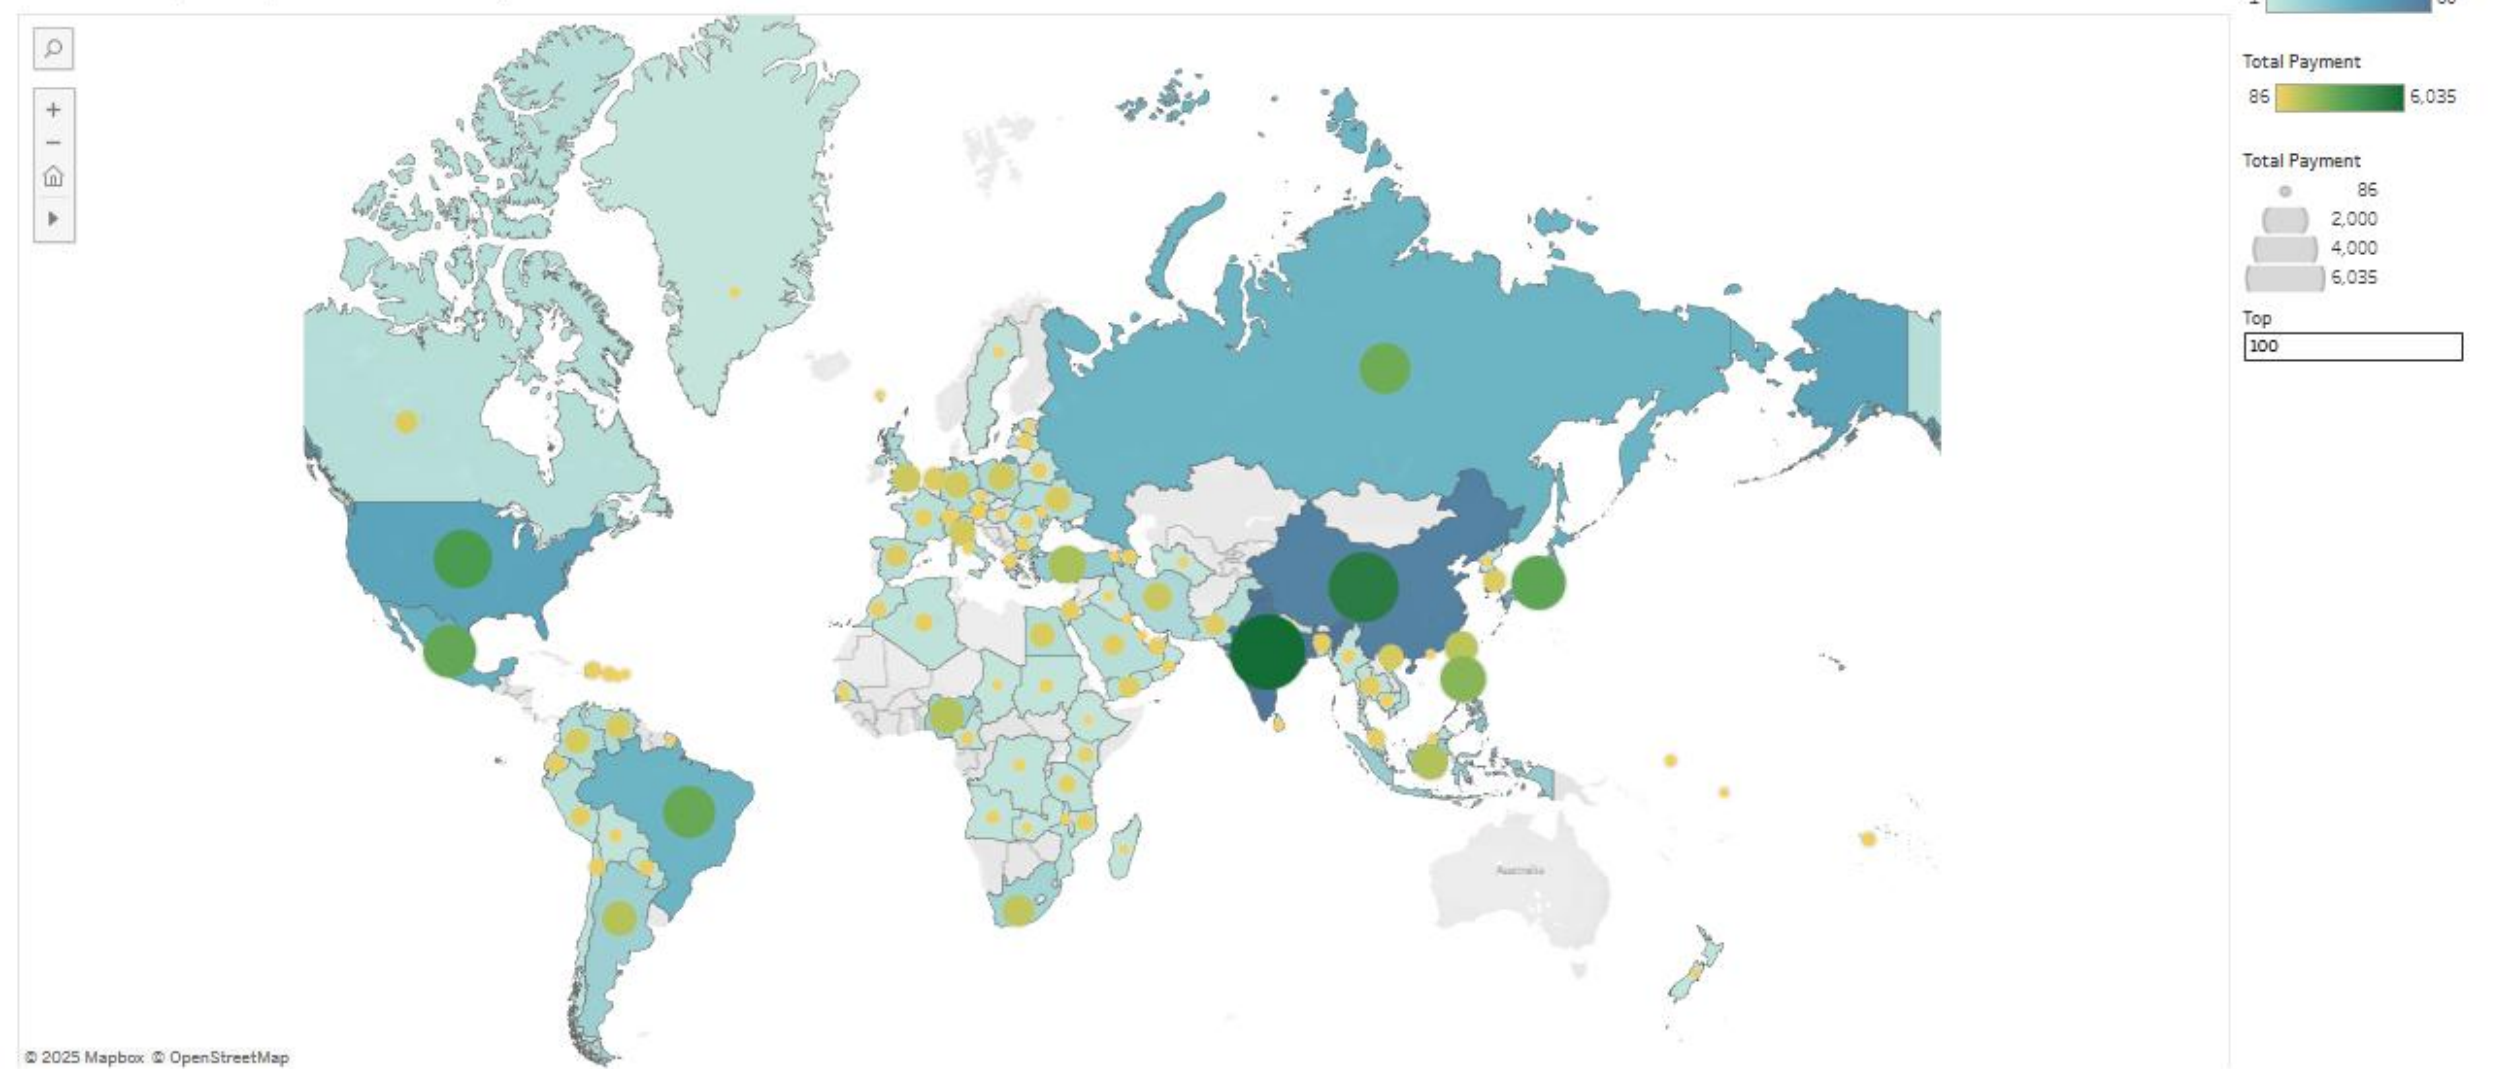 Total Payment
86 6,035
Total Payment
86
2,000
4,000
6,035
Top
100
Australia
© 2025 Mapbox © OpenStreetMap